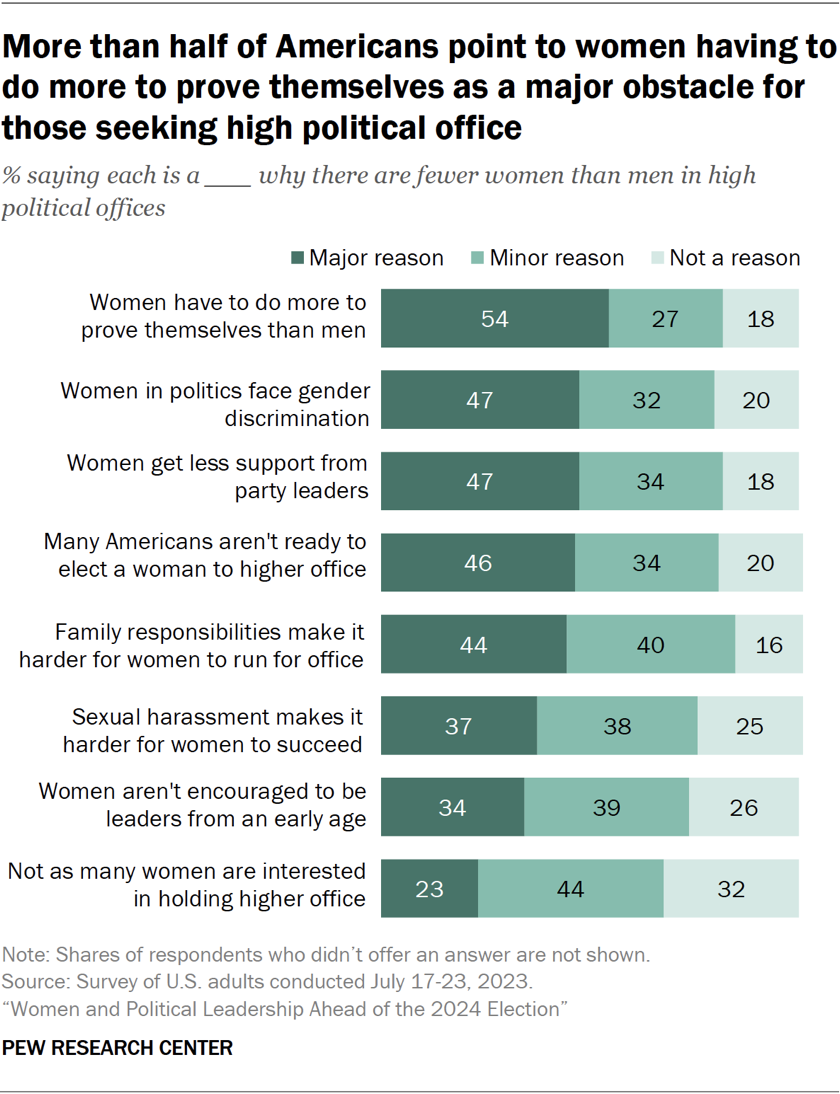 More than half of Americans point to women having to
do more to prove themselves as a major obstacle for
those seeking high political office
% saying each is a ___ why there are fewer women than men in high
political offices
Major reason Minor reason Not a reason
Women have to do more to
prove themselves than men
54 27 18
Women in politics face gender
discrimination
47 32 20
Women get less support from
party leaders
47 34 18
Many Americans aren't ready to
elect a woman to higher office
46 34 20
Family responsibilities make it
harder for women to run for office
44 40 16
Sexual harassment makes it
harder for women to succeed
37 38 25
Women aren't encouraged to be
leaders from an early age
34 39 26
Not as many women are interested
in holding higher office
23 44 32
Note: Shares of respondents who didn’t offer an answer are not shown.
Source: Survey of U.S. adults conducted July 17-23, 2023.
“Women and Political Leadership Ahead of the 2024 Election”
PEW RESEARCH CENTER